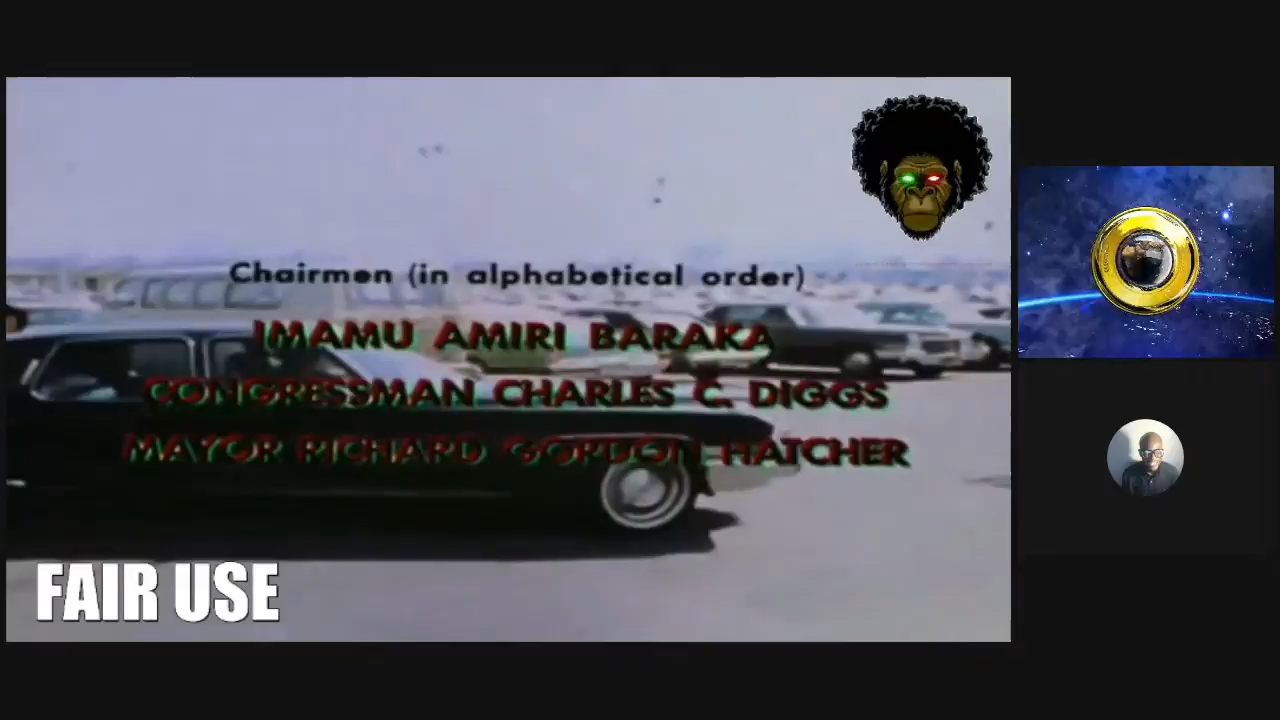 Chairmen (in alphabetical order)
IMAMU AMIRI BARAKA
CONGRESSMAN CHARLES C. DIGGS
MAYOR RICHARD GORDON HATCHER
FAIR USE